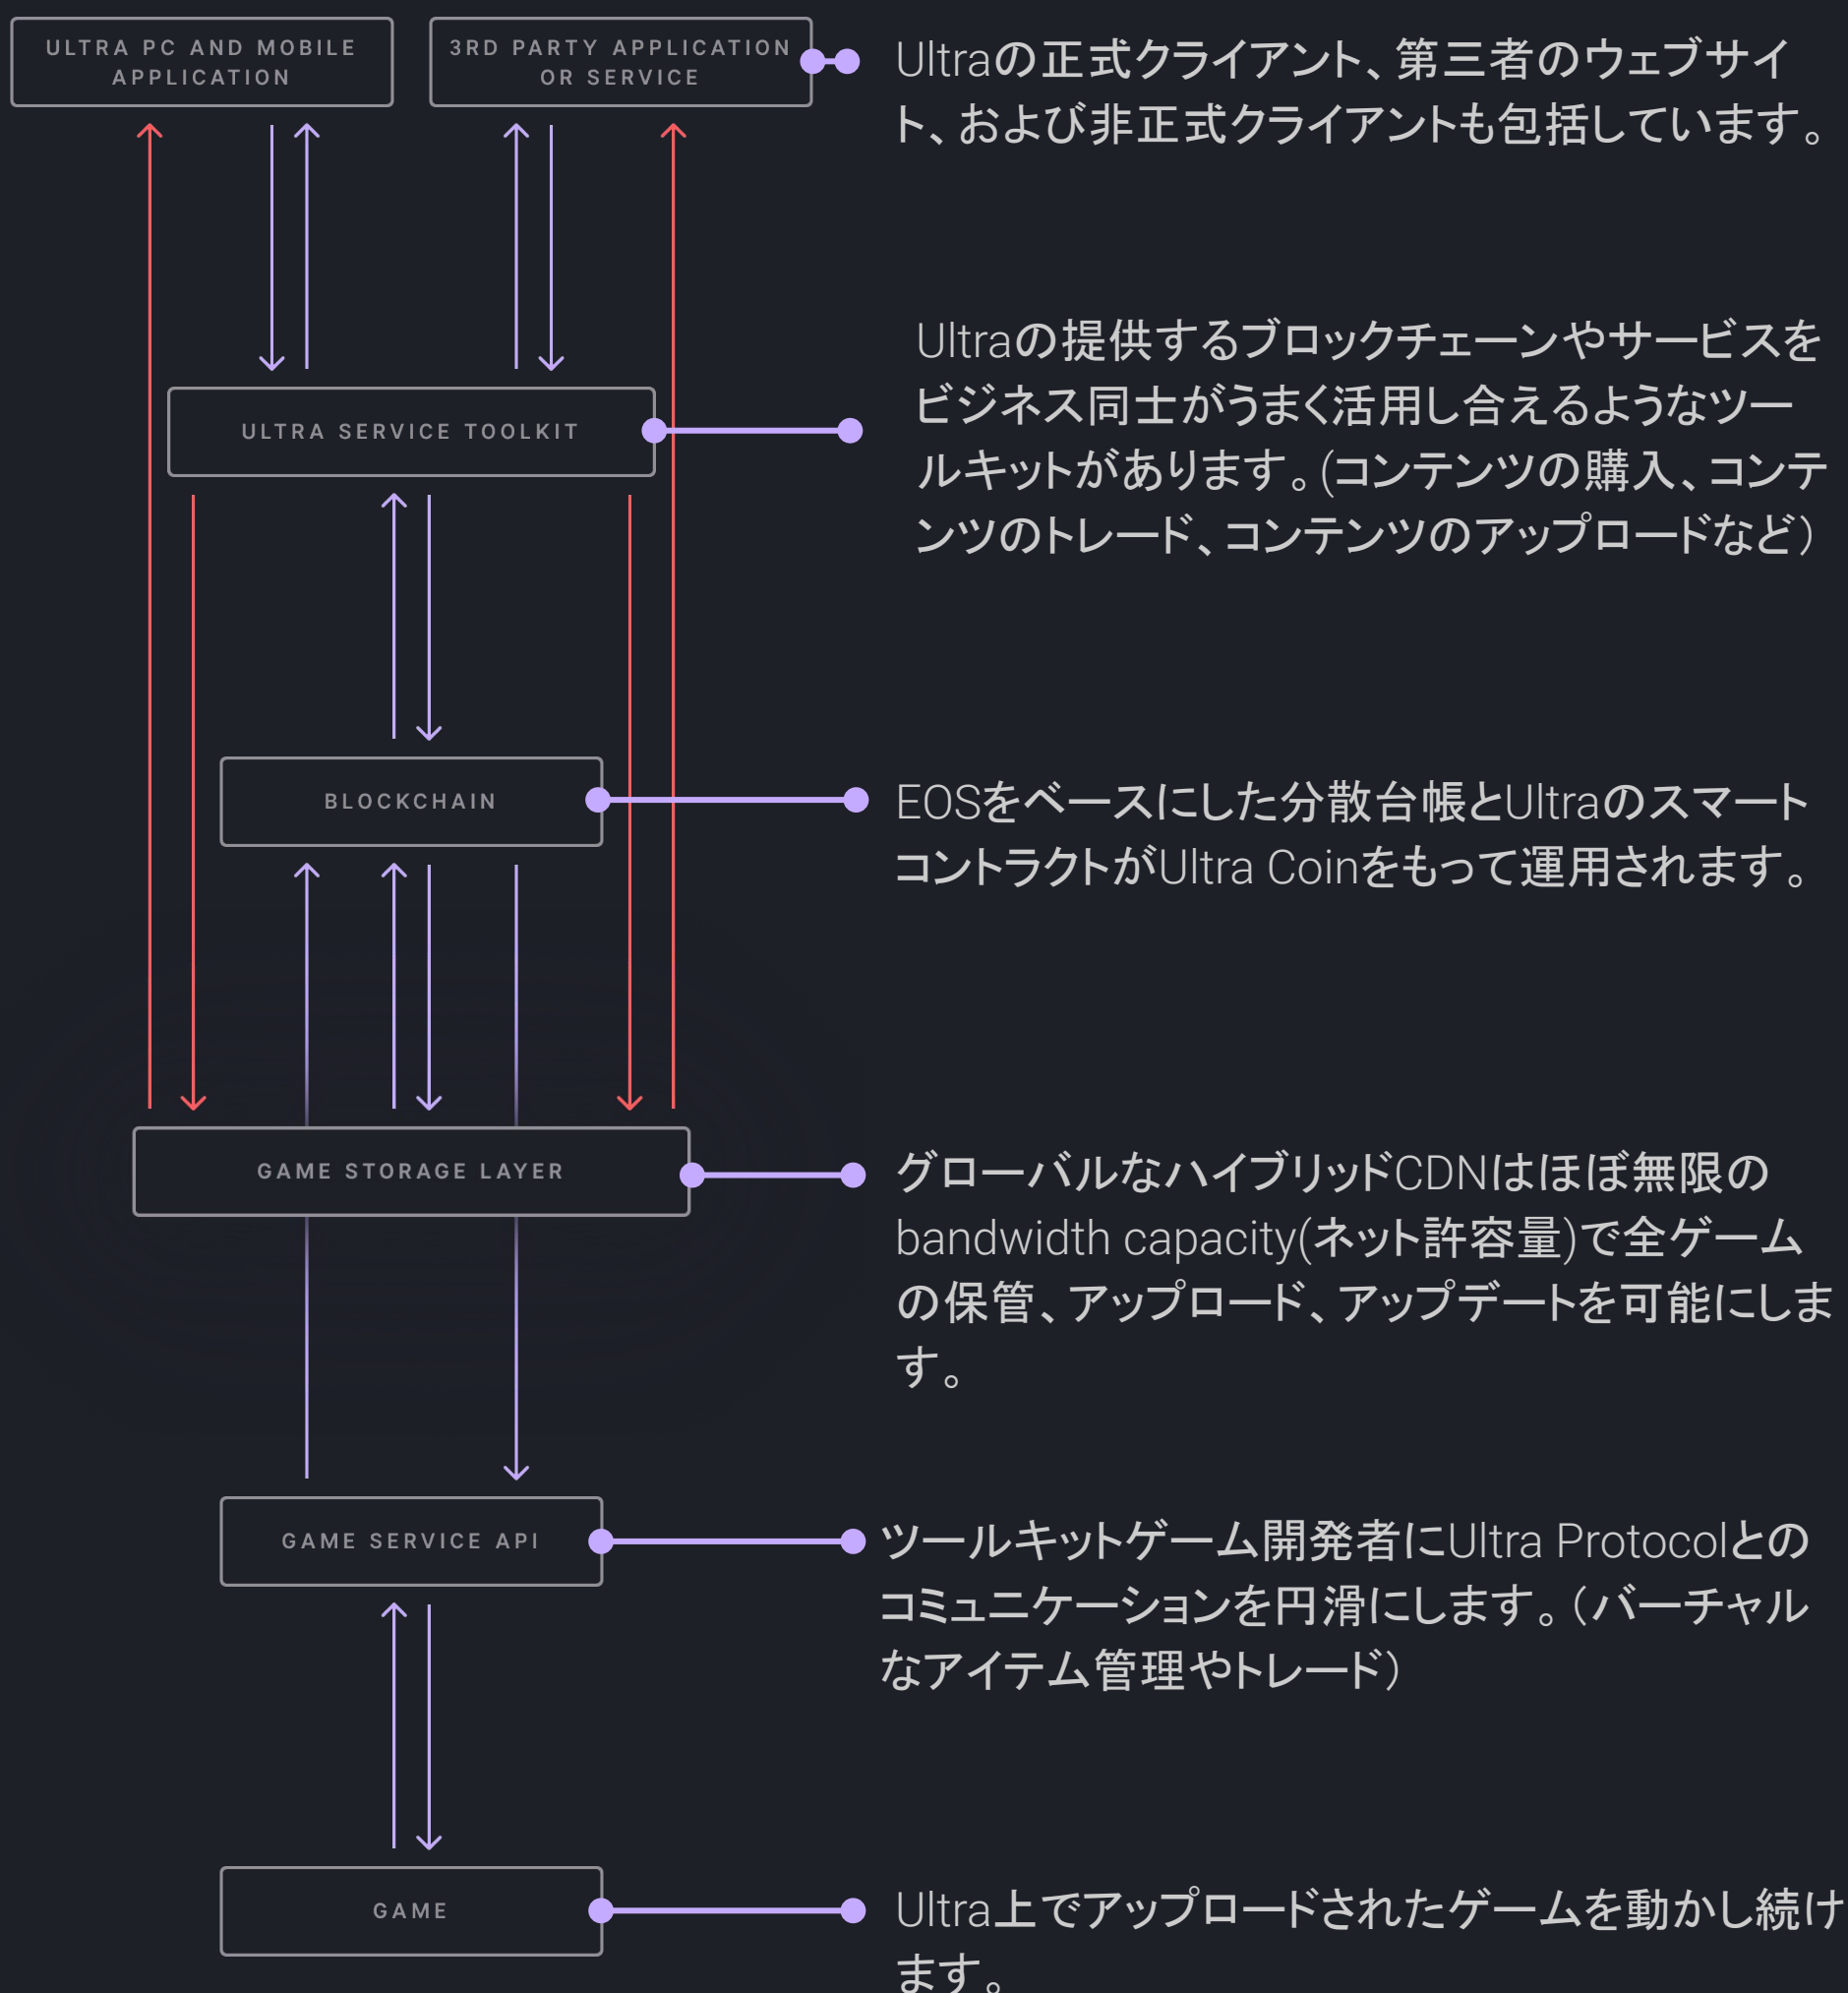 ULTRA PC AND MOBILE
APPLICATION
3RD PARTY APPLICATION
OR SERVICE
Ultraの正式クライアント、第三者のウェブサイ
ト、および非正式クライアントも包括しています。
ULTRA SERVICE TOOLKIT
Ultraの提供するブロックチェーンやサービスを
ビジネス同士がうまく活用し合えるようなツー
ルキットがあります。(コンテンツの購入、コンテ
ンツのトレード、コンテンツのアップロードなど）
BLOCKCHAIN
EOSをベースにした分散台帳とUltraのスマート
コントラクトがUltra Coinをもって運用されます。
GAME STORAGE LAYER
グローバルなハイブリッドCDNはほぼ無限の
bandwidth capacity(ネット許容量)で全ゲーム
の保管、アップロード、アップデートを可能にしま
す。
GAME SERVICE API
ツールキットゲーム開発者にUltra Protocolとの
コミュニケーションを円滑にします。（バーチャル
なアイテム管理やトレード）
GAME
Ultra上でアップロードされたゲームを動かし続け
ます。